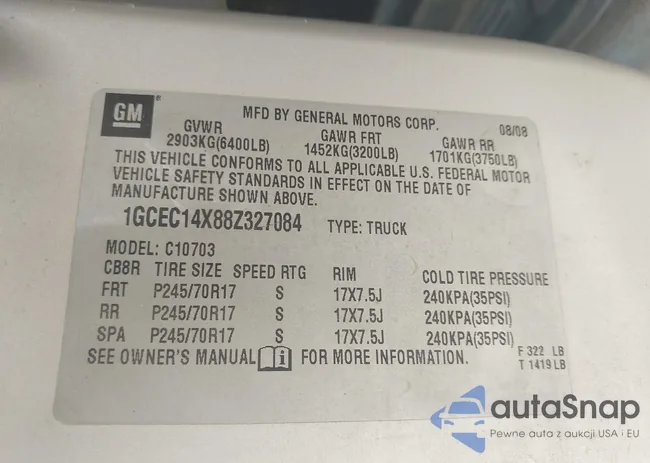 GM
MFD BY GENERAL MOTORS CORP. 08/08
GVWR GAWR FRT GAWR RR
2903KG(6400LB) 1452KG(3200LB) 1701KG(3750LB)
THIS VEHICLE CONFORMS TO ALL APPLICABLE U.S. FEDERAL MOTOR
VEHICLE SAFETY STANDARDS IN EFFECT ON THE DATE OF
MANUFACTURE SHOWN ABOVE.
1GCEC14X88Z327084 TYPE: TRUCK
MODEL: C10703
CB8R TIRE SIZE SPEED RTG RIM COLD TIRE PRESSURE
FRT P245/70R17 S 17X7.5J 240KPA(35PSI)
RR P245/70R17 S 17X7.5J 240KPA(35PSI)
SPA P245/70R17 S 17X7.5J 240KPA(35PSI)
SEE OWNER'S MANUAL i FOR MORE INFORMATION.
F 322 LB
T 1419 LB
autaSnap
Pewne auta z aukcji USA i EU